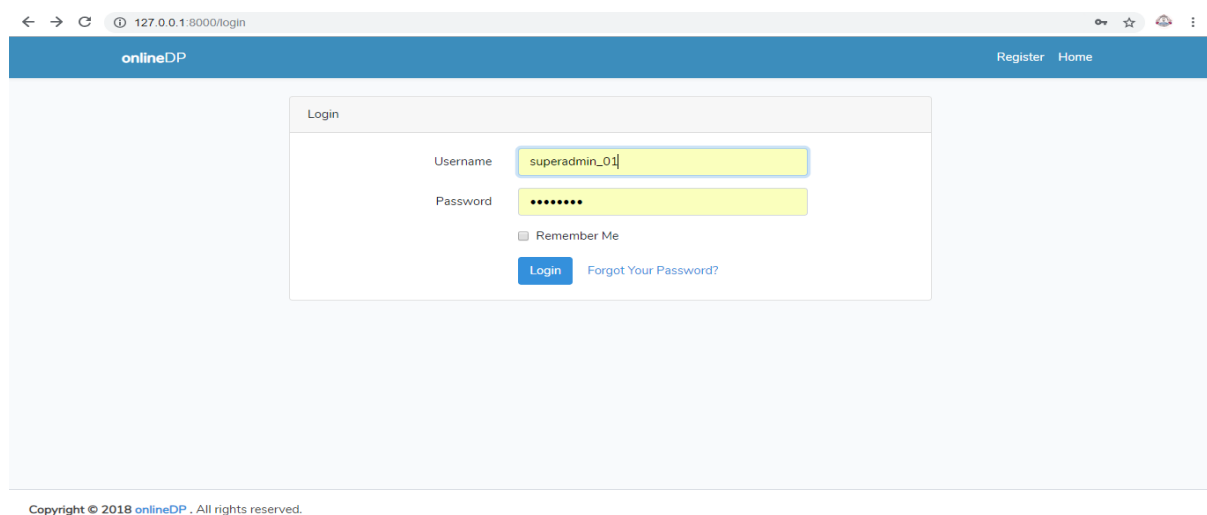 127.0.0.1:8000/login
onlineDP Register Home
Login
Username superadmin_01
Password ••••••••
Remember Me
Login Forgot Your Password?
Copyright © 2018 onlineDP . All rights reserved.